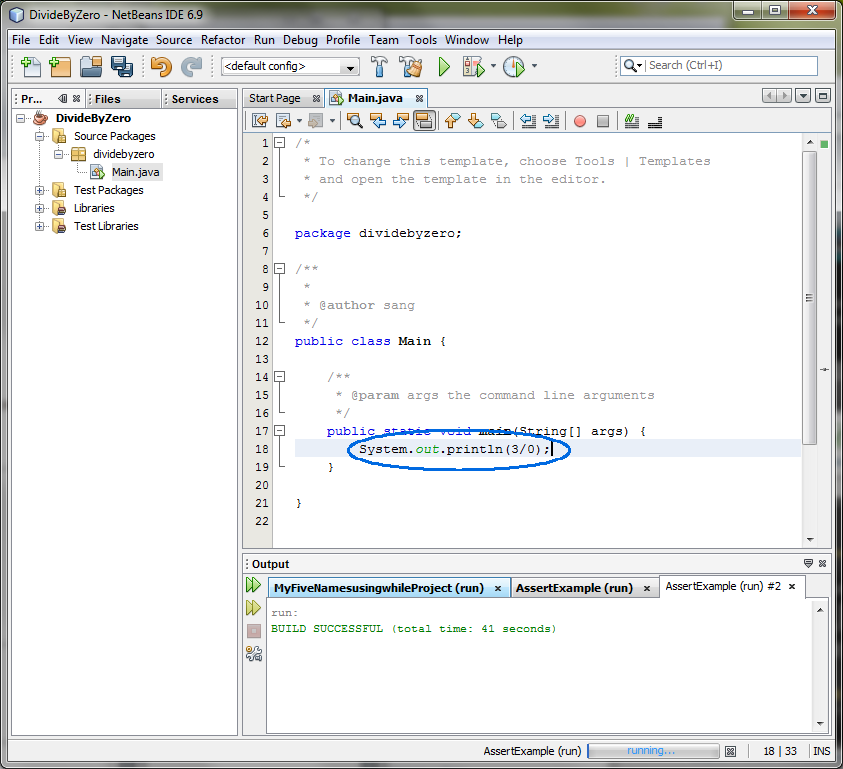 DivideByZero - NetBeans IDE 6.9
File Edit View Navigate Source Refactor Run Debug Profile Team Tools Window Help
<default config>
Search (Ctrl+I)
Pr...
Files
Services
DivideByZero
Source Packages
dividebyzero
Main.java
Test Packages
Libraries
Test Libraries
Start Page
Main.java
1 /*
2 * To change this template, choose Tools | Templates
3 * and open the template in the editor.
4 */
5
6 package dividebyzero;
7
8 /**
9 *
10 * @author sang
11 */
12 public class Main {
13
14 /**
15 * @param args the command line arguments
16 */
17 public static void main(String[] args) {
18 System.out.println(3/0);
19 }
20
21 }
22
Output
MyFiveNamesusingwhileProject (run)
AssertExample (run)
AssertExample (run) #2
run:
BUILD SUCCESSFUL (total time: 41 seconds)
AssertExample (run)
running...
18 | 33
INS